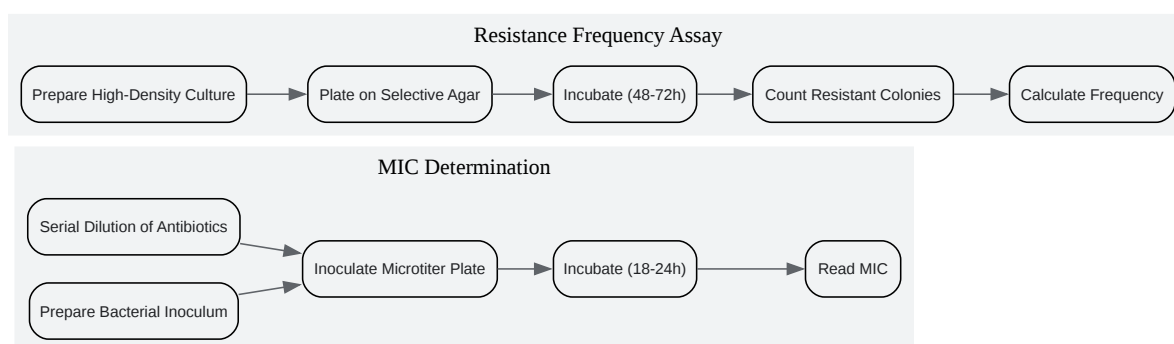 Resistance Frequency Assay
Prepare High-Density Culture
Plate on Selective Agar
Incubate (48-72h)
Count Resistant Colonies
Calculate Frequency
MIC Determination
Serial Dilution of Antibiotics
Prepare Bacterial Inoculum
Inoculate Microtiter Plate
Incubate (18-24h)
Read MIC